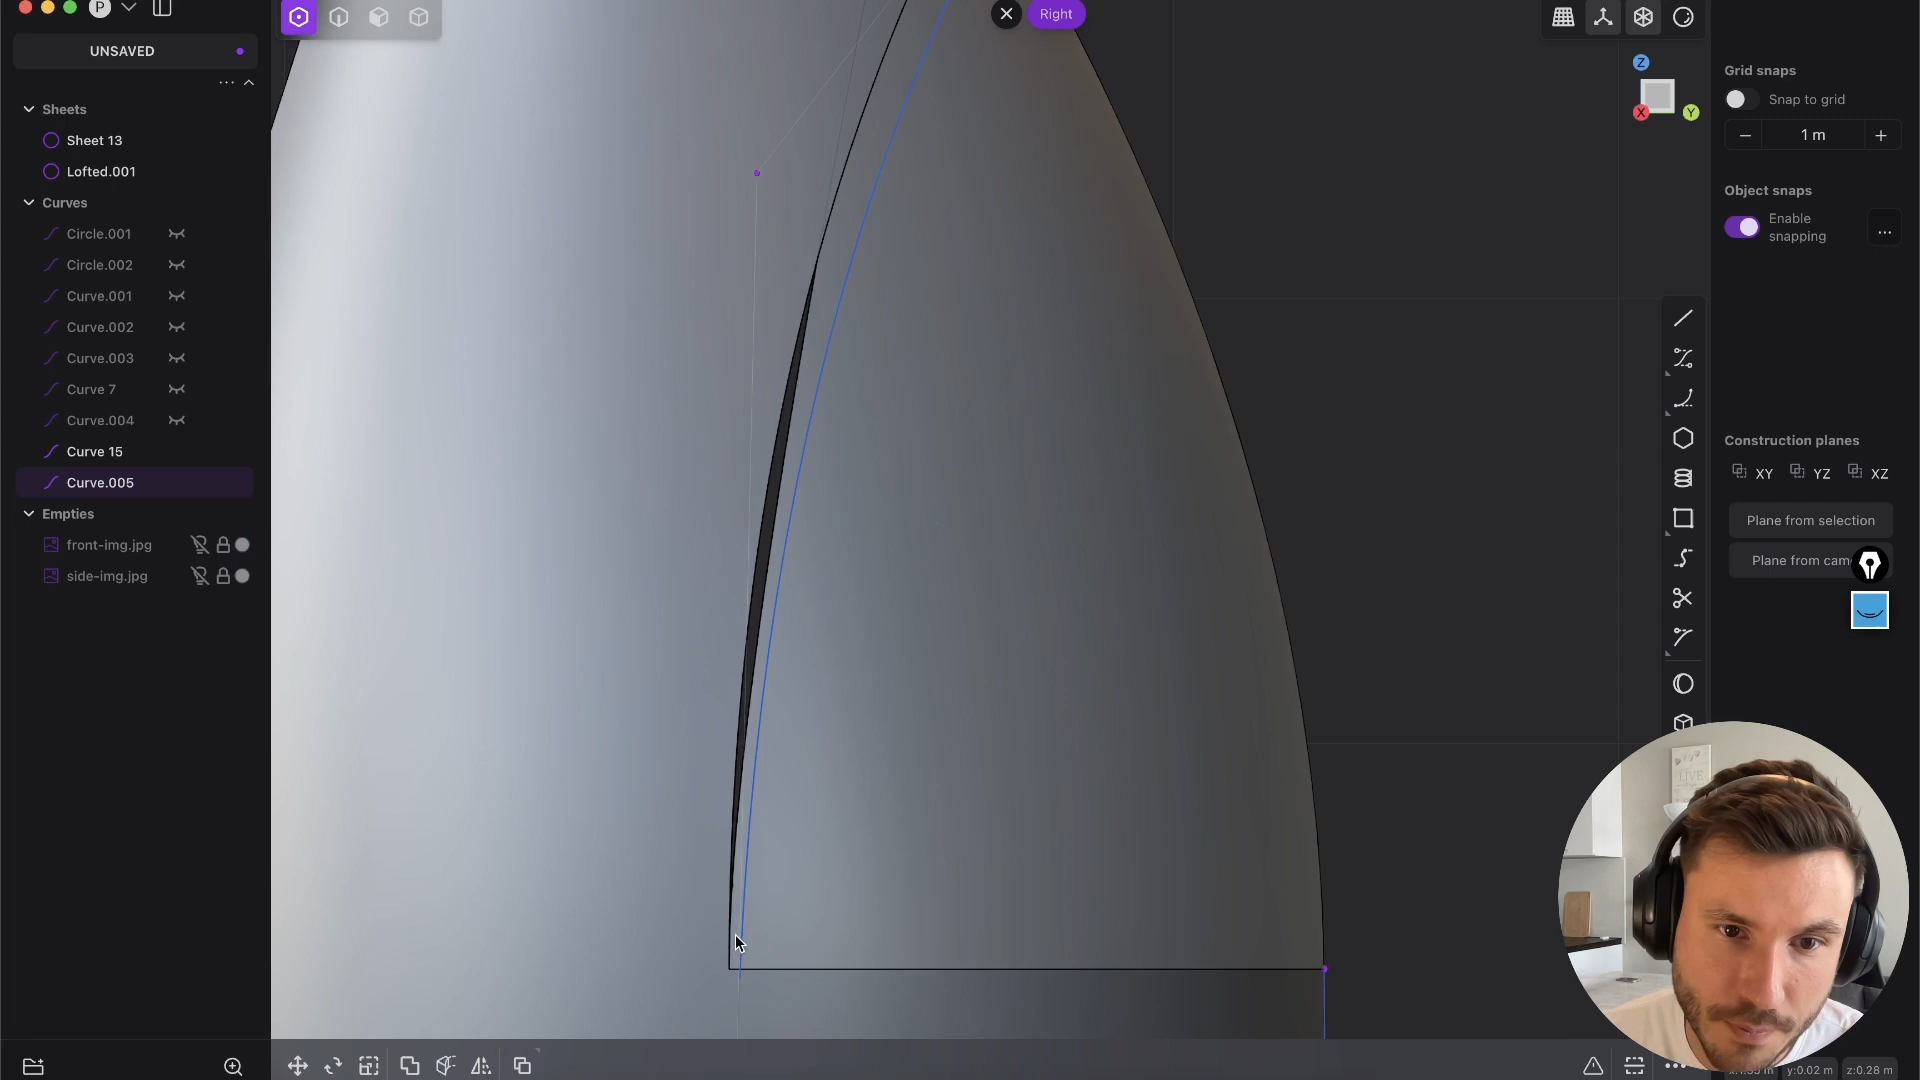 P
UNSAVED
Sheets
Sheet 13
Lofted.001
Curves
Circle.001
Circle.002
Curve.001
Curve.002
Curve.003
Curve 7
Curve.004
Curve 15
Curve.005
Empties
front-img.jpg
side-img.jpg
Right
Z
X
Y
Grid snaps
Snap to grid
1 m
Object snaps
Enable
snapping
Construction planes
XY YZ XZ
Plane from selection
Plane from cam
LIVE
y:0.02 m z:0.28 m